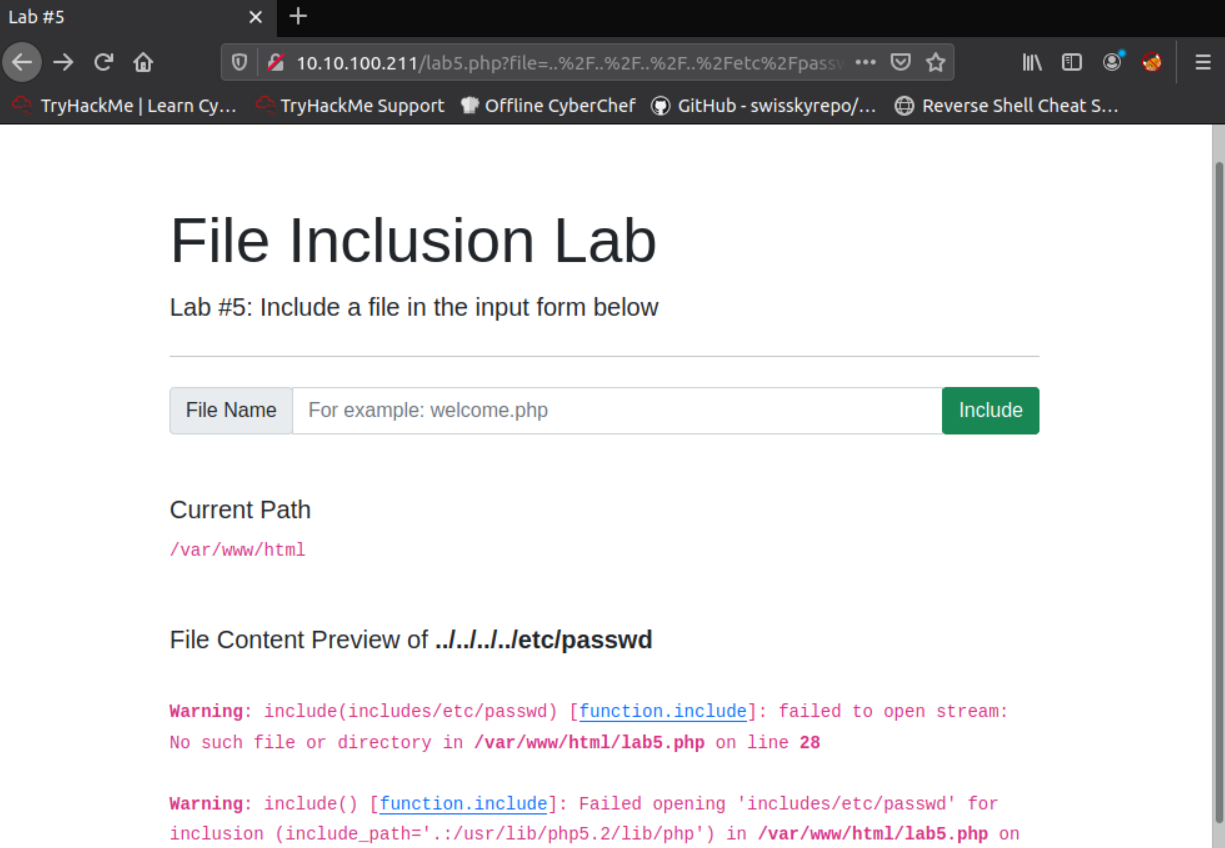 Lab #5
10.10.100.211/lab5.php?file=..%2F..%2F..%2F..%2Fetc%2Fpassw
TryHackMe | Learn Cy… TryHackMe Support Offline CyberChef GitHub - swisskyrepo/… Reverse Shell Cheat S…
File Inclusion Lab
Lab #5: Include a file in the input form below
File Name For example: welcome.php Include
Current Path
/var/www/html
File Content Preview of ../../../../etc/passwd
Warning: include(includes/etc/passwd) [function.include]: failed to open stream:
No such file or directory in /var/www/html/lab5.php on line 28
Warning: include() [function.include]: Failed opening 'includes/etc/passwd' for
inclusion (include_path='.:/usr/lib/php5.2/lib/php') in /var/www/html/lab5.php on